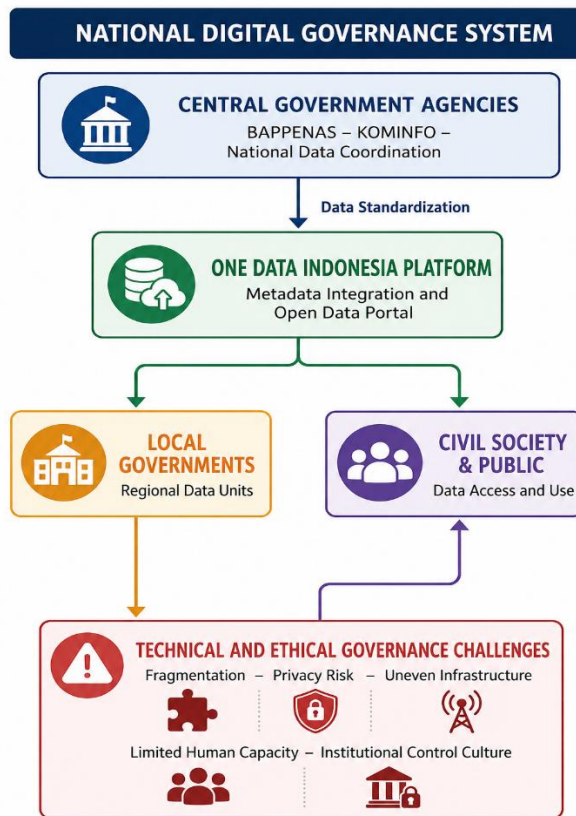 NATIONAL DIGITAL GOVERNANCE SYSTEM
CENTRAL GOVERNMENT AGENCIES
BAPPENAS – KOMINFO –
National Data Coordination
Data Standardization
ONE DATA INDONESIA PLATFORM
Metadata Integration and
Open Data Portal
LOCAL
GOVERNMENTS
Regional Data Units
CIVIL SOCIETY
& PUBLIC
Data Access and Use
TECHNICAL AND ETHICAL GOVERNANCE CHALLENGES
Fragmentation – Privacy Risk – Uneven Infrastructure
Limited Human Capacity – Institutional Control Culture